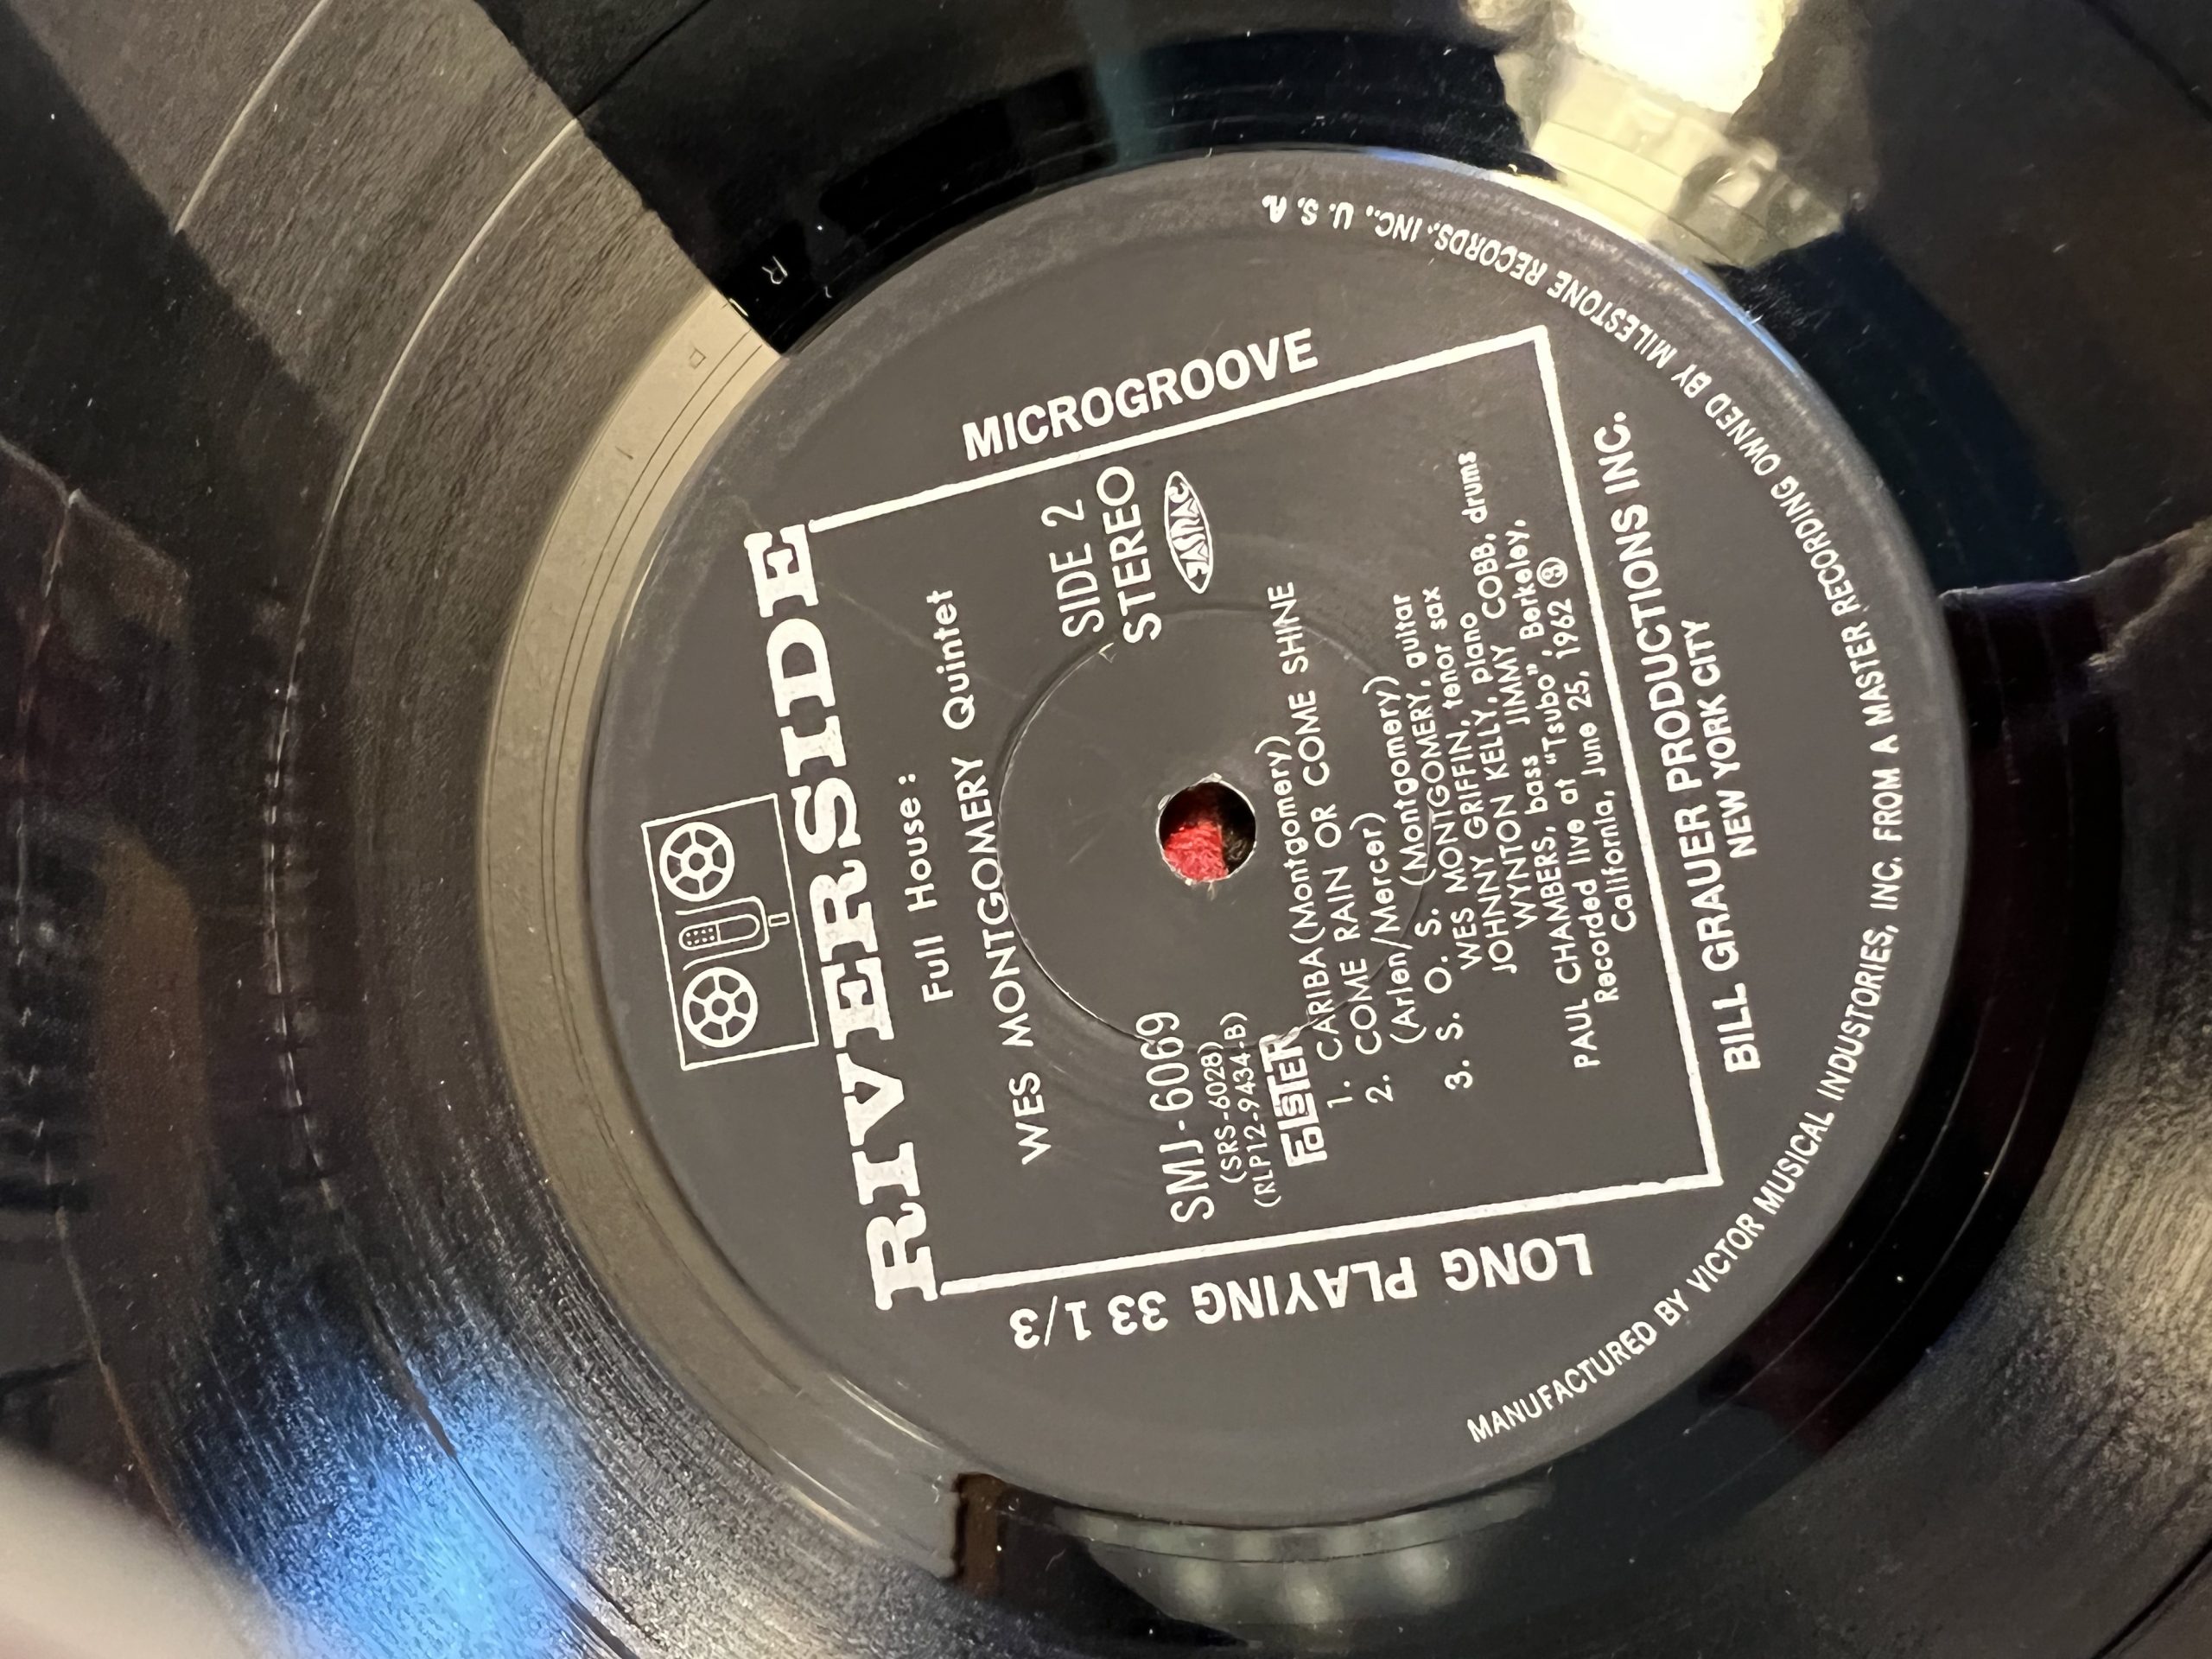 RIVERSIDE
Full House :
WES MONTGOMERY Quintet
SIDE 2
STEREO
JASRAC
SMJ-6069
(SRS-6028)
(RLP12-9434-B)
1. CARIBA (Montgomery)
2. COME RAIN OR COME SHINE
(Arlen/Mercer)
3. S. O. S. (Montgomery)
WES MONTGOMERY, guitar
JOHNNY GRIFFIN, tenor sax
WYNTON KELLY, piano
PAUL CHAMBERS, bass JIMMY COBB, drums
Recorded live at "Tsubo", Berkeley,
California, June 25, 1962 Ⓢ
MICROGROOVE
LONG PLAYING 33 1/3
BILL GRAUER PRODUCTIONS INC.
NEW YORK CITY
MANUFACTURED BY VICTOR MUSICAL INDUSTORIES, INC. FROM A MASTER RECORDING OWNED BY MILESTONE RECORDS, INC., U. S. A.
R
P